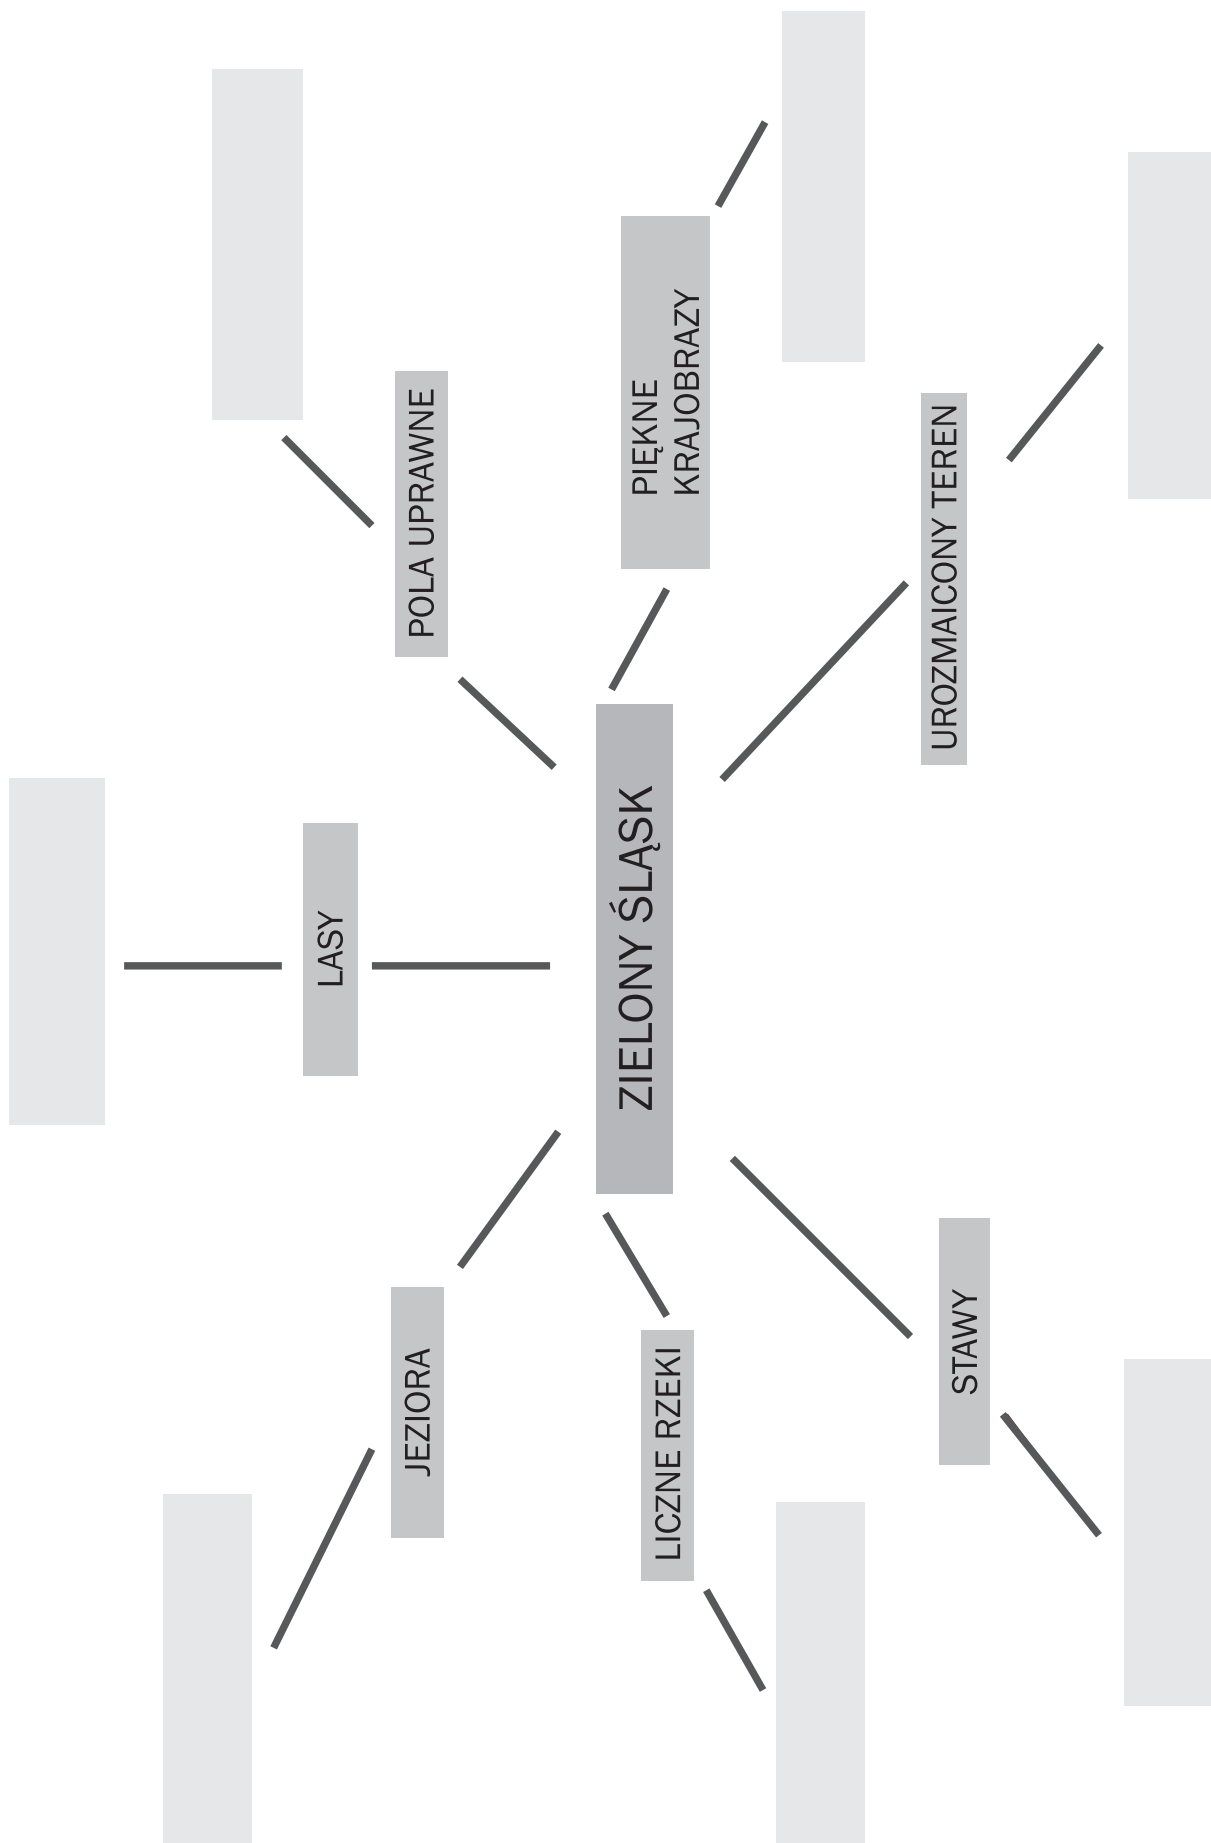 LASY
JEZIORA
POLA UPRAWNE
ZIELONY ŚLĄSK
LICZNE RZEKI
PIĘKNE
KRAJOBRAZY
STAWY
UROZMAICONY TEREN